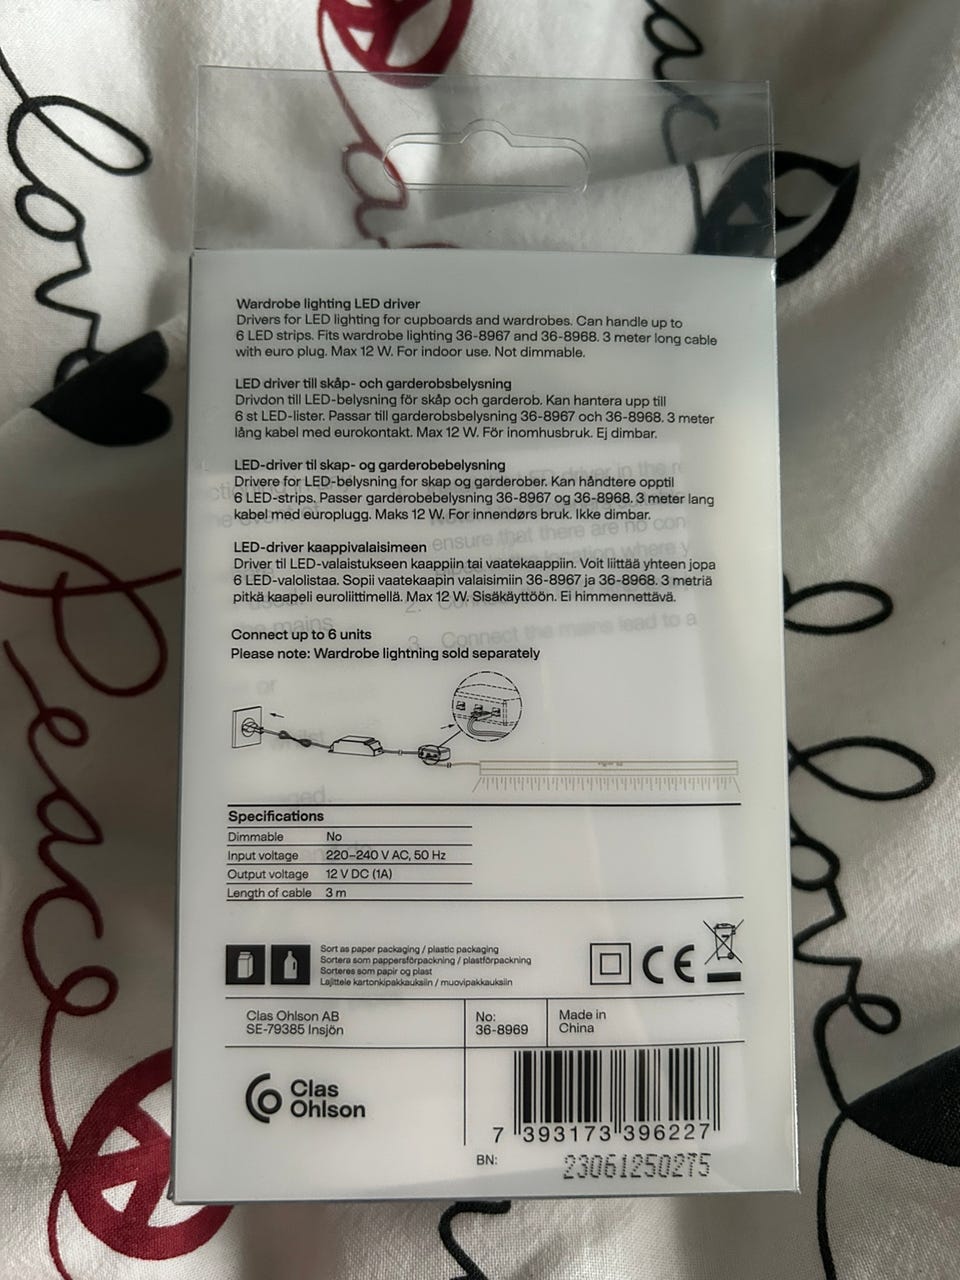 Wardrobe lighting LED driver
Drivers for LED lighting for cupboards and wardrobes. Can handle up to
6 LED strips. Fits wardrobe lighting 36-8967 and 36-8968. 3 meter long cable
with euro plug. Max 12 W. For indoor use. Not dimmable.
LED driver till skåp- och garderobsbelysning
Drivdon till LED-belysning för skåp och garderob. Kan hantera upp till
6 st LED-lister. Passar till garderobsbelysning 36-8967 och 36-8968. 3 meter
lång kabel med eurokontakt. Max 12 W. För inomhusbruk. Ej dimbar.
LED-driver til skap- og garderobebelysning
Drivere for LED-belysning for skap og garderober. Kan håndtere opptil
6 LED-strips. Passer garderobebelysning 36-8967 og 36-8968. 3 meter lang
kabel med europlugg. Maks 12 W. For innendørs bruk. Ikke dimbar.
LED-driver kaappivalaisimeen
Driver til LED-valaistukseen kaappiin tai vaatekaappiin. Voit liittää yhteen jopa
6 LED-valolistaa. Sopii vaatekaapin valaisimiin 36-8967 ja 36-8968. 3 metriä
pitkä kaapeli euroliittimellä. Max 12 W. Sisäkäyttöön. Ei himmennettävä.
Connect up to 6 units
Please note: Wardrobe lightning sold separately
Specifications
Dimmable No
Input voltage 220–240 V AC, 50 Hz
Output voltage 12 V DC (1A)
Length of cable 3 m
Sort as paper packaging / plastic packaging
Sortera som pappersförpackning / plastförpackning
Sorteres som papir og plast
Lajittele kartonkipakkauksiin / muovipakkauksiin
CE
Clas Ohlson AB
SE-79385 Insjön
No:
36-8969
Made in
China
Clas
Ohlson
7 393173 396227
BN: 23061250275
love
Peace
love